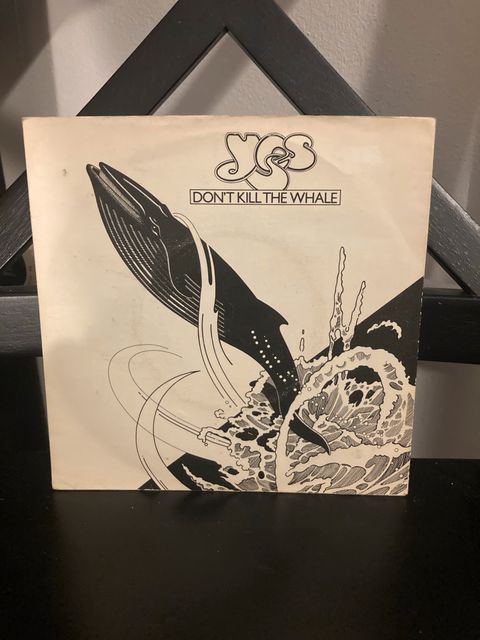 YES
DON'T KILL THE WHALE